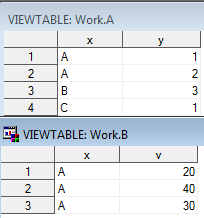 VIEWTABLE: Work.A
x y
1 A 1
2 A 2
3 B 3
4 C 1
VIEWTABLE: Work.B
x v
1 A 20
2 A 40
3 A 30